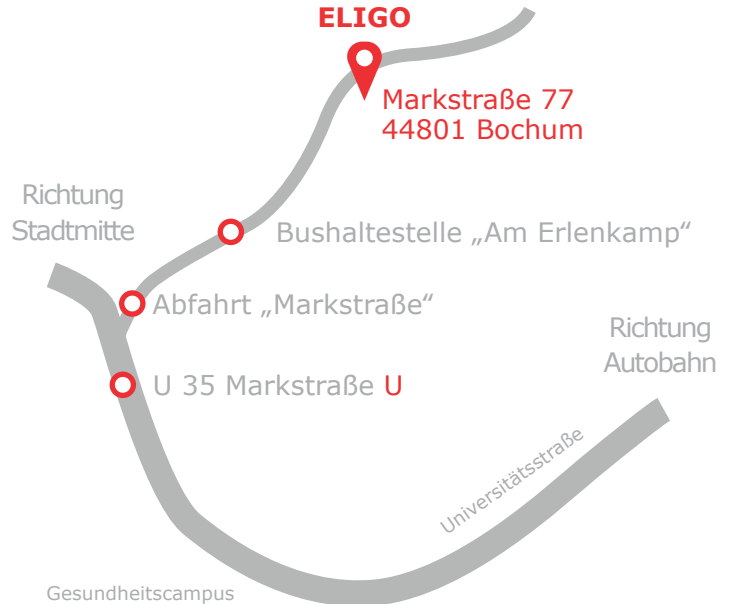 ELIGO
Markstraße 77
44801 Bochum
Richtung
Stadtmitte
Bushaltestelle „Am Erlenkamp“
Abfahrt „Markstraße“
Richtung
Autobahn
U 35 Markstraße U
Universitätsstraße
Gesundheitscampus